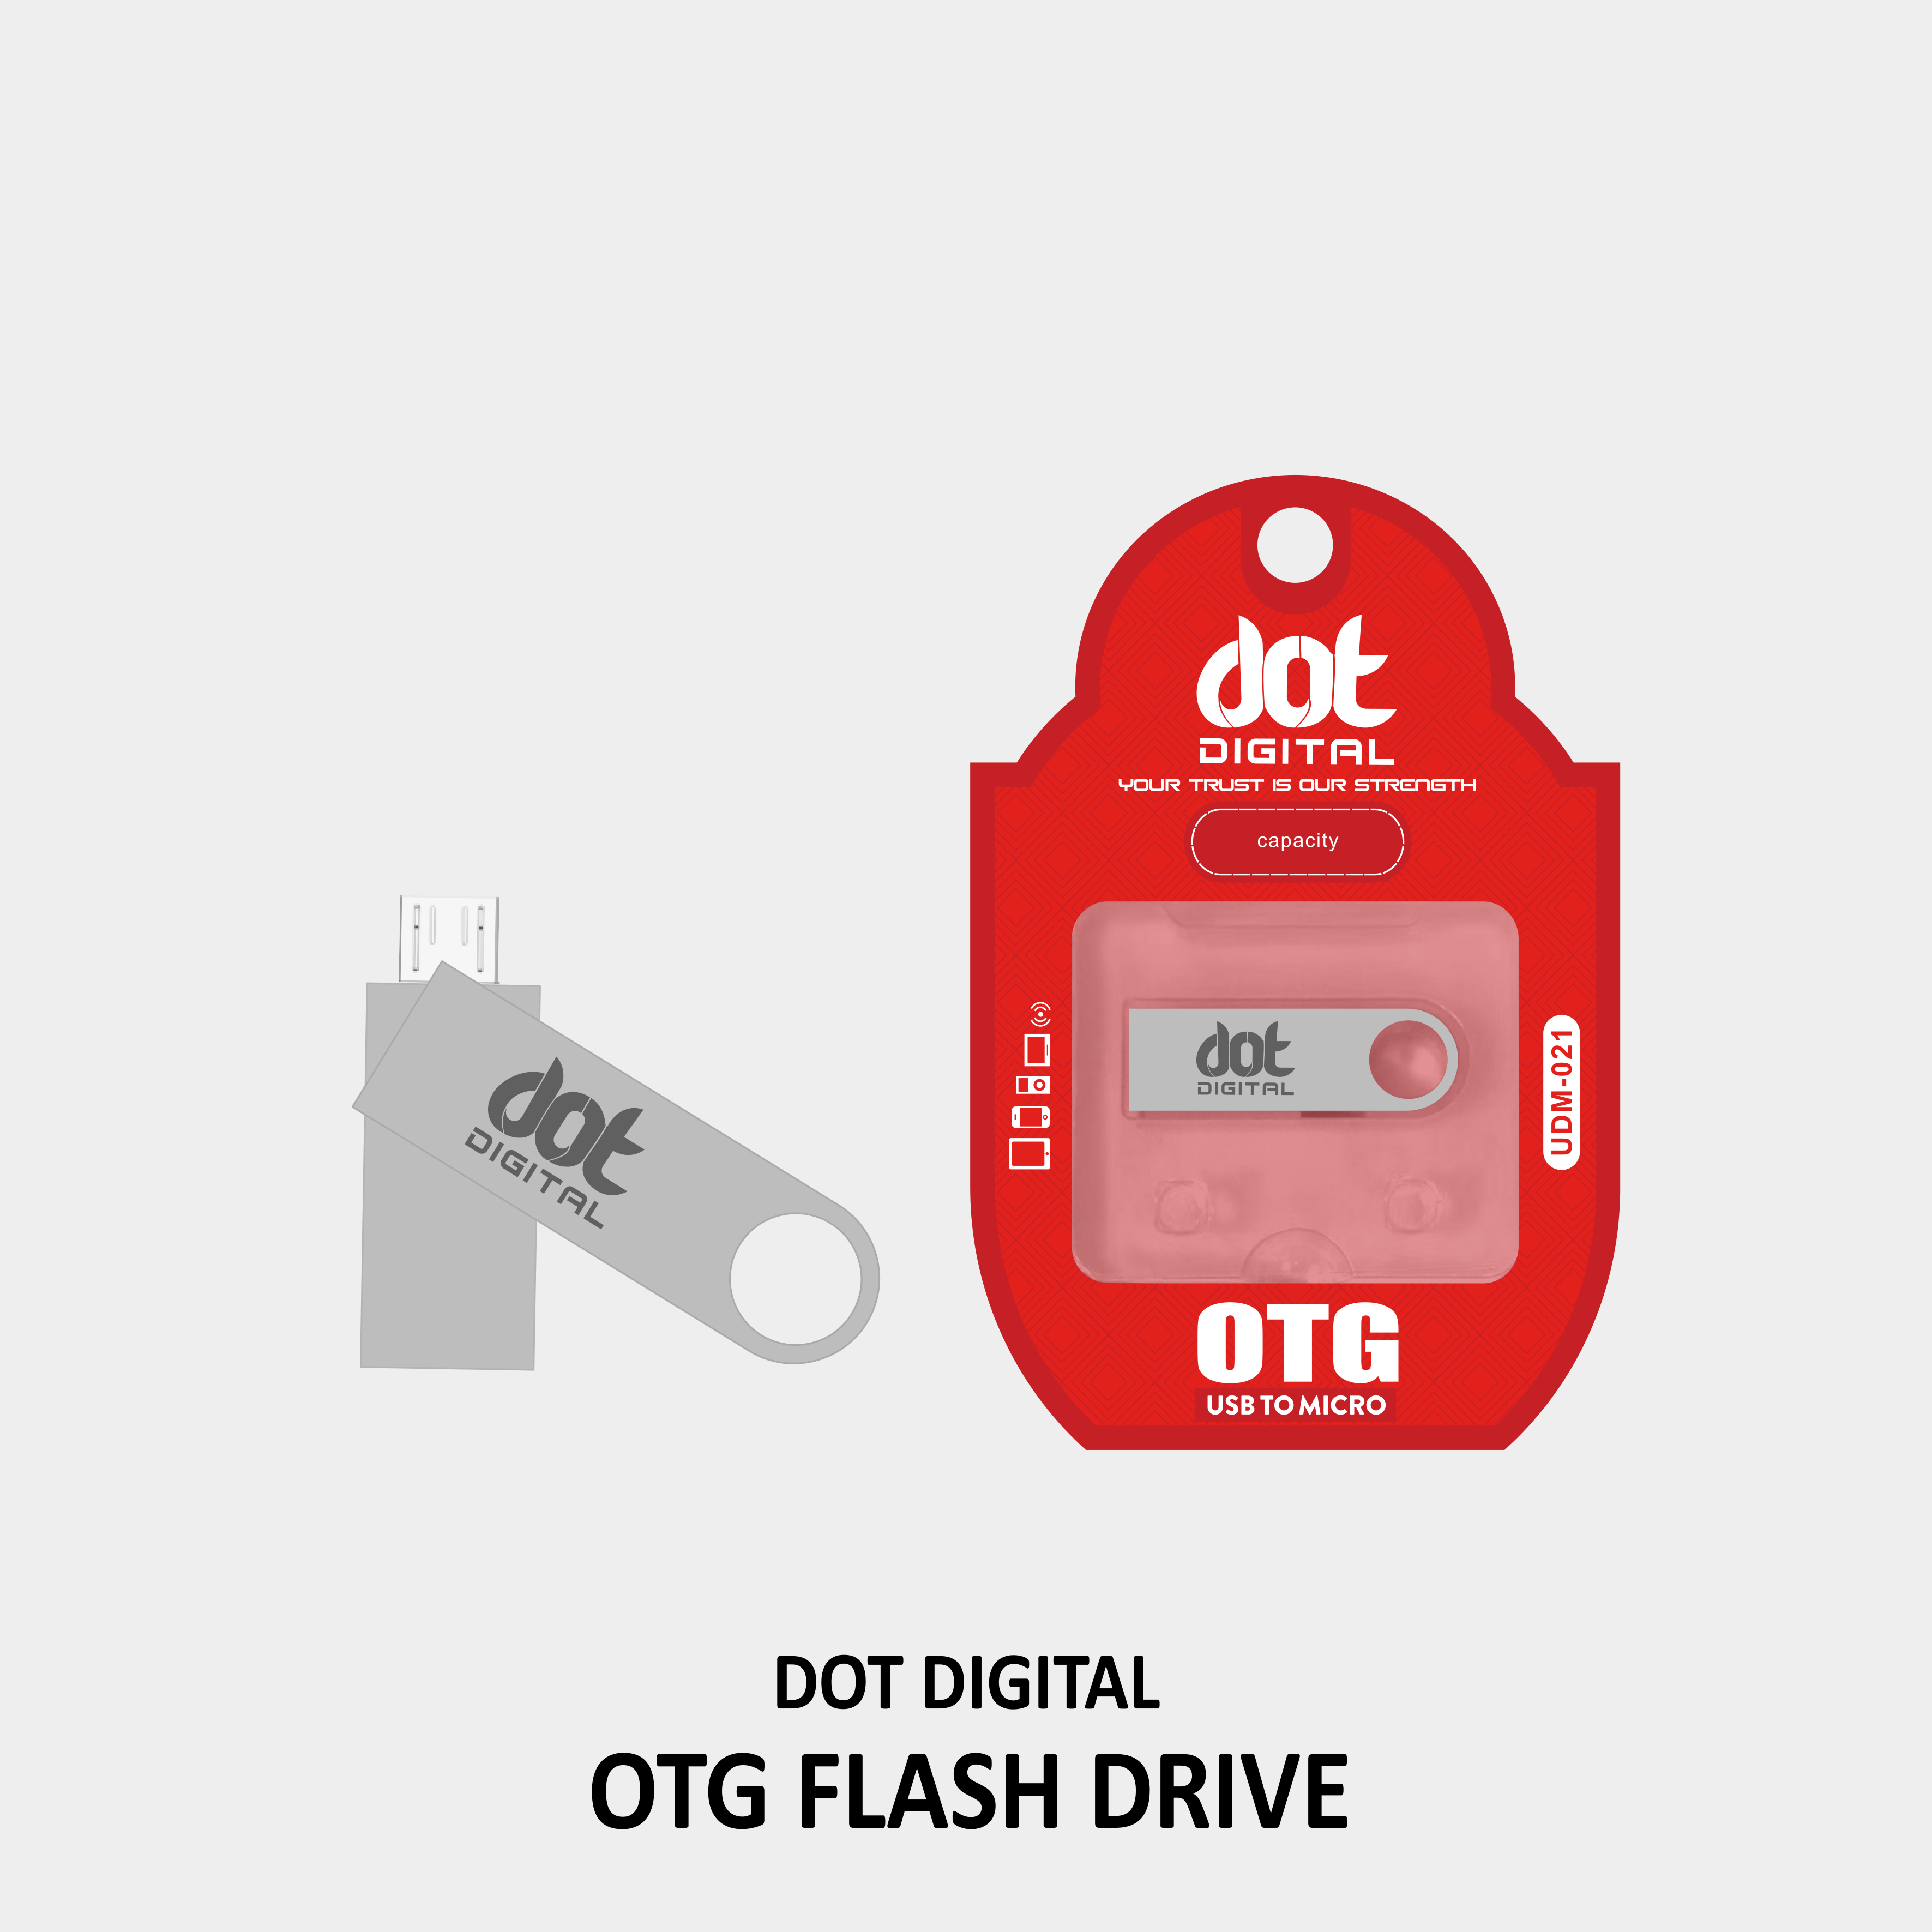 dot
DIGITAL
YOUR TRUST IS OUR STRENGTH
capacity
dot
DIGITAL
UDM-021
OTG
USB TO MICRO
dot
DIGITAL
DOT DIGITAL
OTG FLASH DRIVE